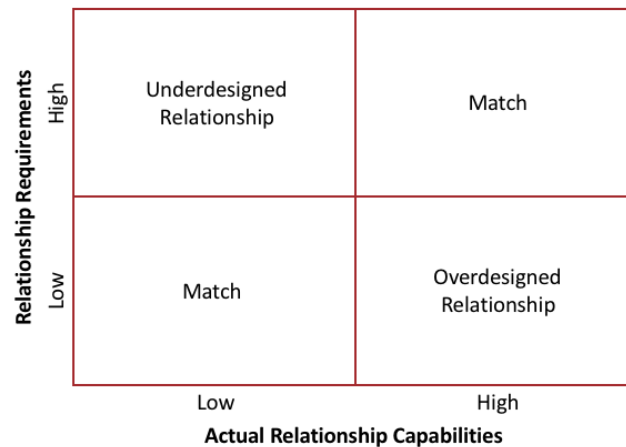 Relationship Requirements
High
Low
Underdesigned
Relationship
Match
Match
Overdesigned
Relationship
Low
High
Actual Relationship Capabilities